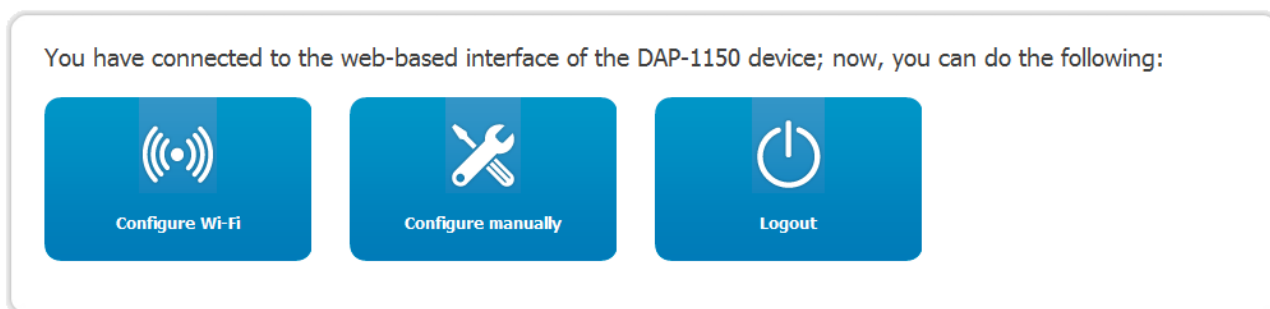 You have connected to the web-based interface of the DAP-1150 device; now, you can do the following:
Configure Wi-Fi
Configure manually
Logout